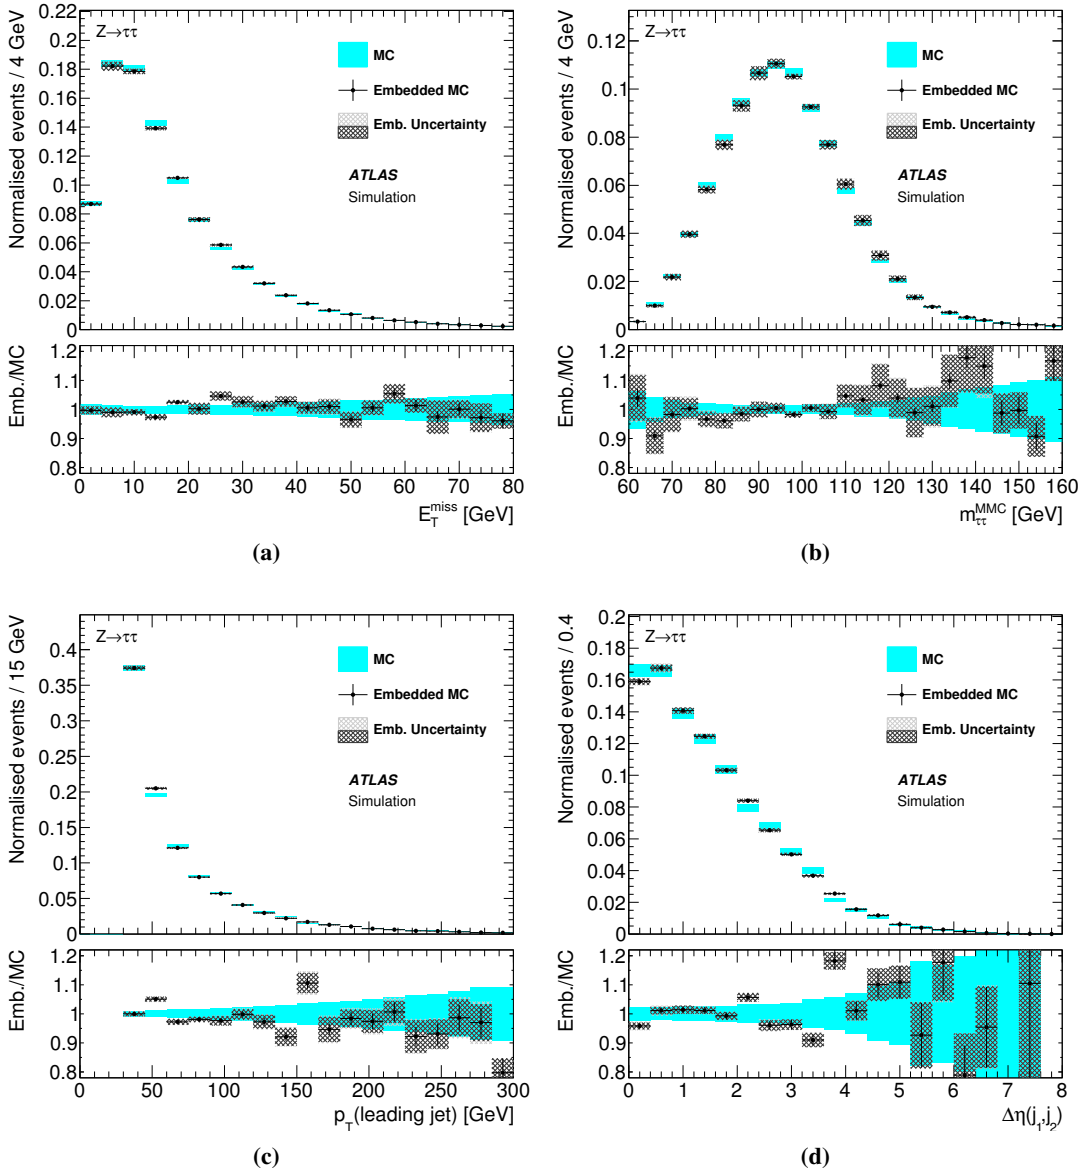 Normalised events / 4 GeV
0.22
0.2
0.18
0.16
0.14
0.12
0.1
0.08
0.06
0.04
0.02
0
Z→ττ
MC
Embedded MC
Emb. Uncertainty
ATLAS
Simulation
Emb./MC
1.2
1.1
1.0
0.9
0.8
0 10 20 30 40 50 60 70 80
E_T^miss [GeV]
(a)
Normalised events / 4 GeV
0.12
0.1
0.08
0.06
0.04
0.02
0
Z→ττ
MC
Embedded MC
Emb. Uncertainty
ATLAS
Simulation
Emb./MC
1.2
1.1
1.0
0.9
0.8
60 70 80 90 100 110 120 130 140 150 160
m_ττ^MMC [GeV]
(b)
Normalised events / 15 GeV
0.4
0.35
0.3
0.25
0.2
0.15
0.1
0.05
0
Z→ττ
MC
Embedded MC
Emb. Uncertainty
ATLAS
Simulation
Emb./MC
1.2
1.1
1.0
0.9
0.8
0 50 100 150 200 250 300
p_T(leading jet) [GeV]
(c)
Normalised events / 0.4
0.2
0.18
0.16
0.14
0.12
0.1
0.08
0.06
0.04
0.02
0
Z→ττ
MC
Embedded MC
Emb. Uncertainty
ATLAS
Simulation
Emb./MC
1.2
1.1
1.0
0.9
0.8
0 1 2 3 4 5 6 7 8
Δη(j_1,j_2)
(d)